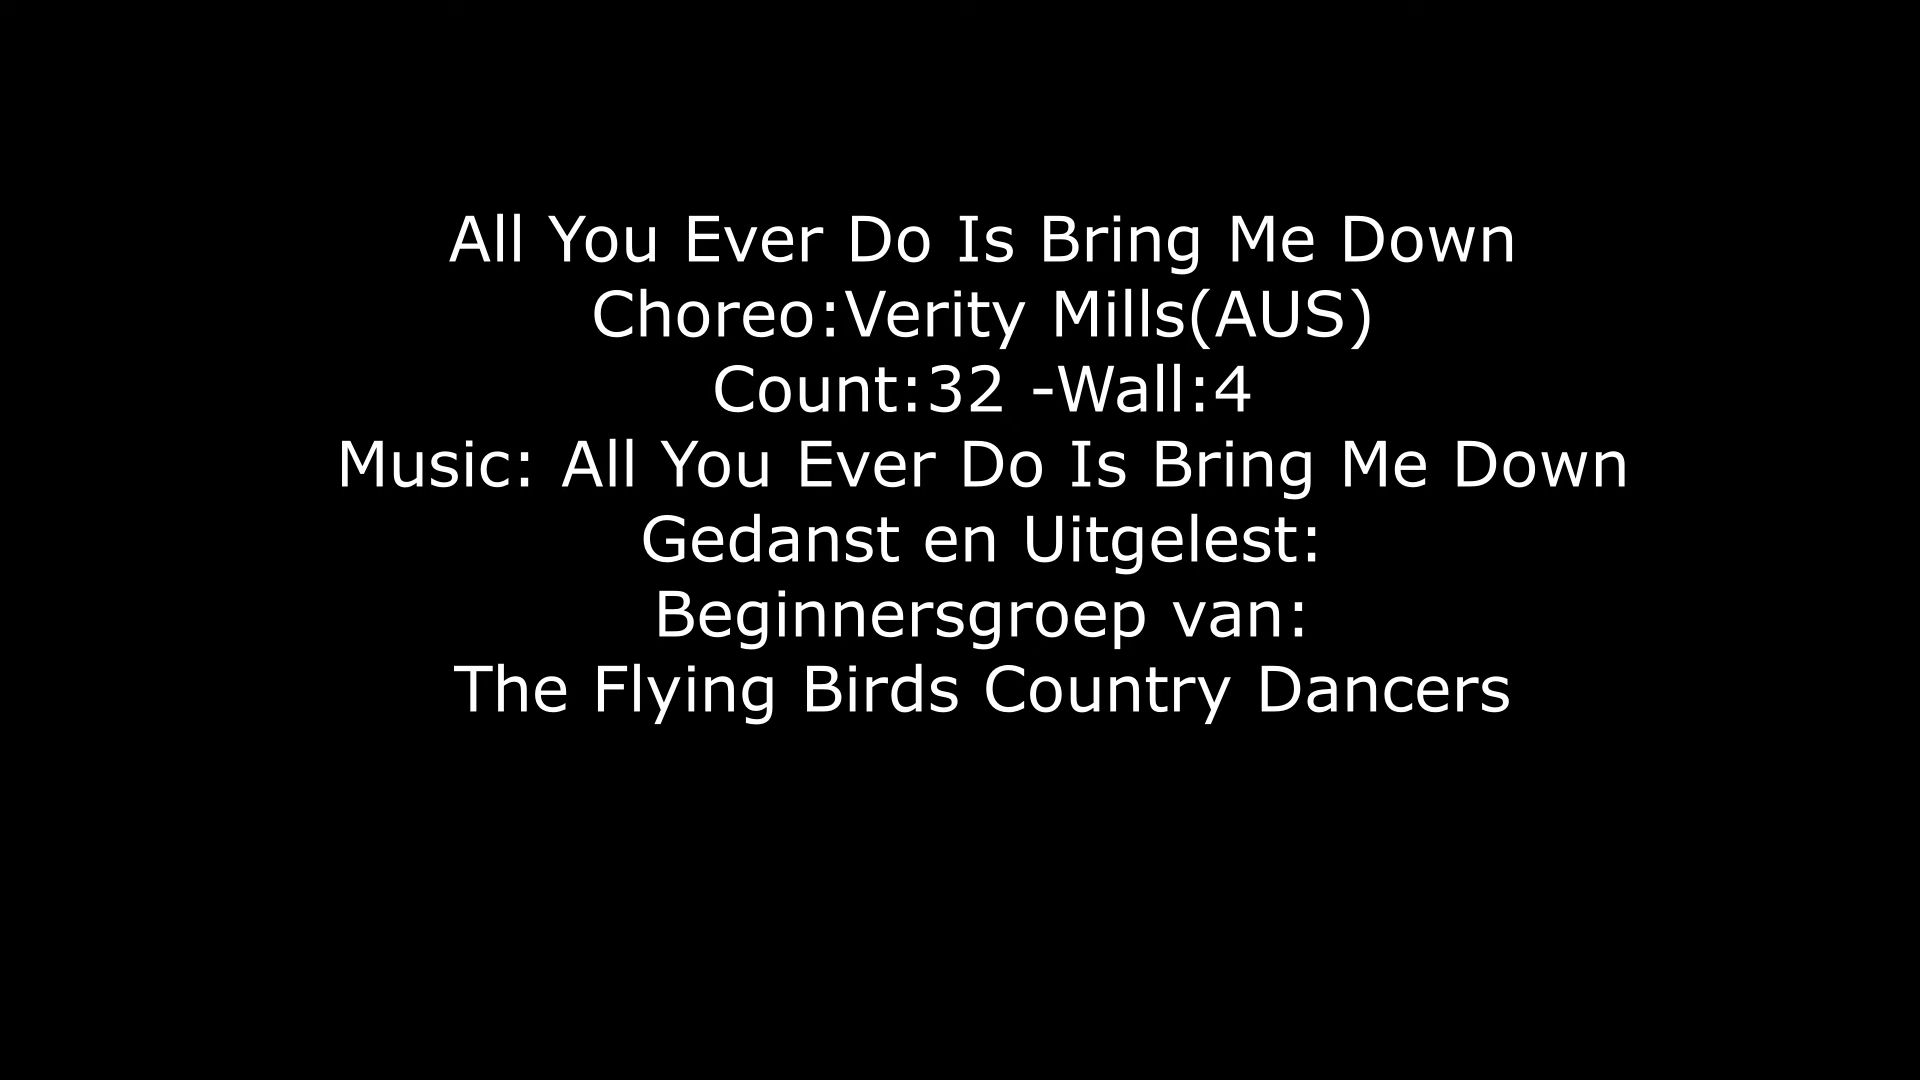 All You Ever Do Is Bring Me Down
Choreo:Verity Mills(AUS)
Count:32 -Wall:4
Music: All You Ever Do Is Bring Me Down
Gedanst en Uitgelest:
Beginnersgroep van:
The Flying Birds Country Dancers